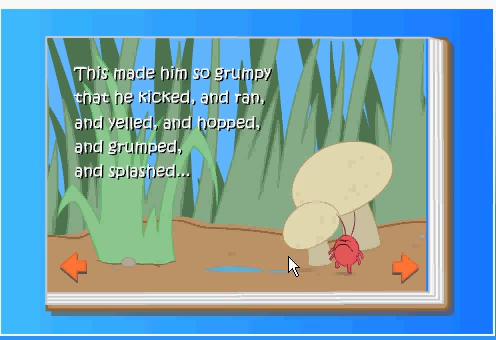 This made him so grumpy
that he kicked, and ran,
and yelled, and hopped,
and grumped,
and splashed...